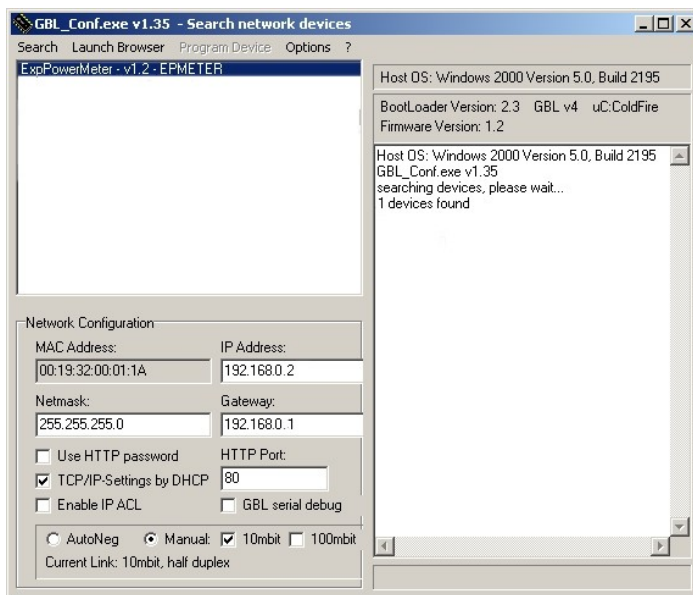 GBL_Conf.exe v1.35 - Search network devices
Search Launch Browser Program Device Options ?
ExpPowerMeter - v1.2 - EPMETER
Host OS: Windows 2000 Version 5.0, Build 2195
BootLoader Version: 2.3 GBL v4 uC:ColdFire
Firmware Version: 1.2
Host OS: Windows 2000 Version 5.0, Build 2195
GBL_Conf.exe v1.35
searching devices, please wait...
1 devices found
Network Configuration
MAC Address: IP Address:
00:19:32:00:01:1A 192.168.0.2
Netmask: Gateway:
255.255.255.0 192.168.0.1
Use HTTP password HTTP Port:
TCP/IP-Settings by DHCP 80
Enable IP ACL GBL serial debug
AutoNeg Manual: 10mbit 100mbit
Current Link: 10mbit, half duplex